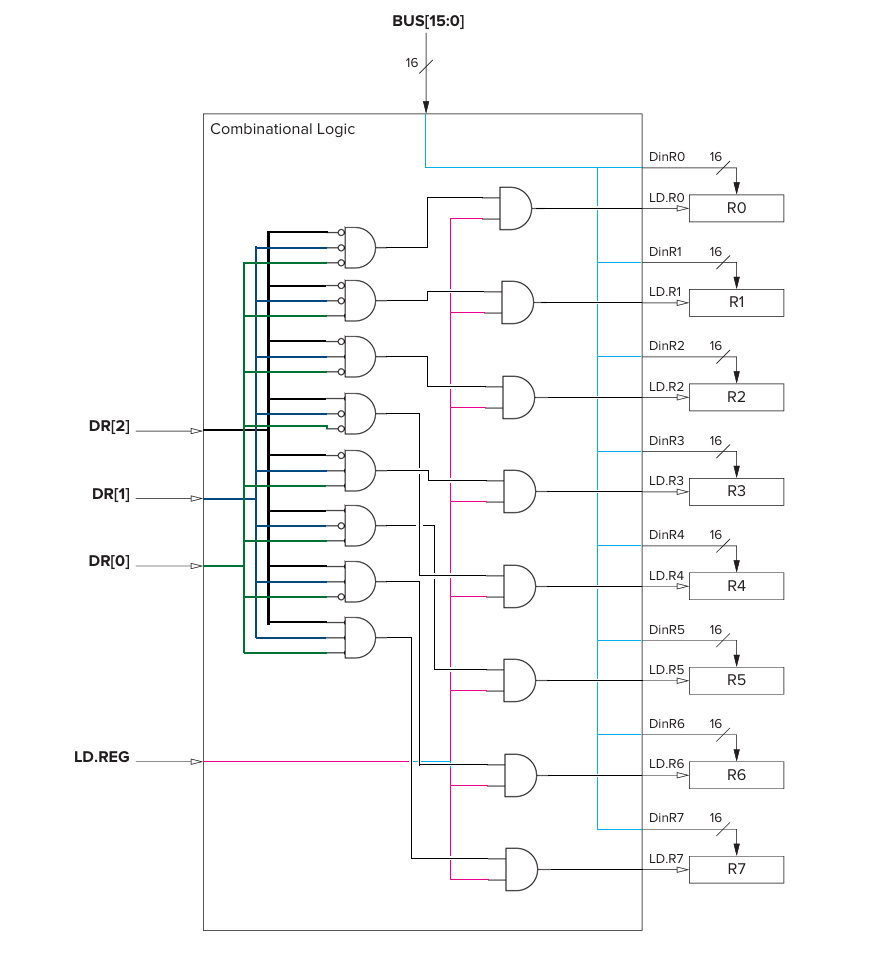 BUS[15:0]
16
Combinational Logic
DinR0 16
LD.R0
R0
DinR1 16
LD.R1
R1
DinR2 16
LD.R2
R2
DR[2]
DinR3 16
LD.R3
R3
DR[1]
DR[0]
DinR4 16
LD.R4
R4
DinR5 16
LD.R5
R5
DinR6 16
LD.REG
LD.R6
R6
DinR7 16
LD.R7
R7